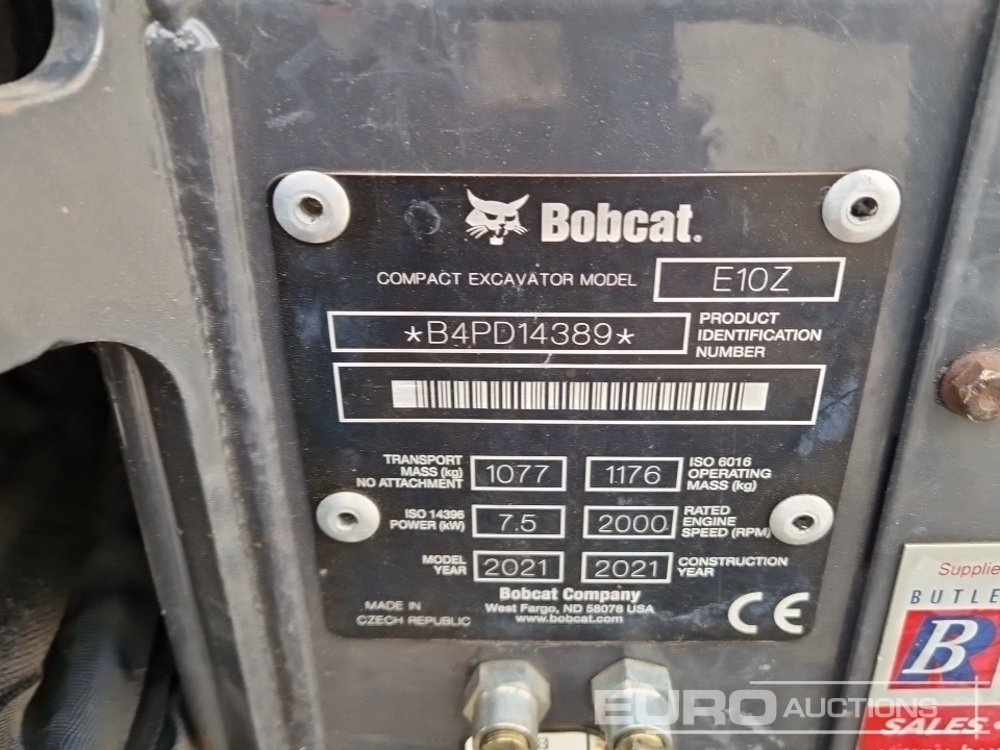 Bobcat.
COMPACT EXCAVATOR MODEL E10Z
*B4PD14389*
PRODUCT
IDENTIFICATION
NUMBER
TRANSPORT
MASS (kg)
NO ATTACHMENT
1077
1176
ISO 6016
OPERATING
MASS (kg)
ISO 14396
POWER (kW)
7.5
2000
RATED
ENGINE
SPEED (RPM)
MODEL
YEAR
2021
2021
CONSTRUCTION
YEAR
Bobcat Company
West Fargo, ND 58078 USA
www.bobcat.com
MADE IN
CZECH REPUBLIC
CE
Supplie
BUTLE
B
R
SALES
EURO AUCTIONS